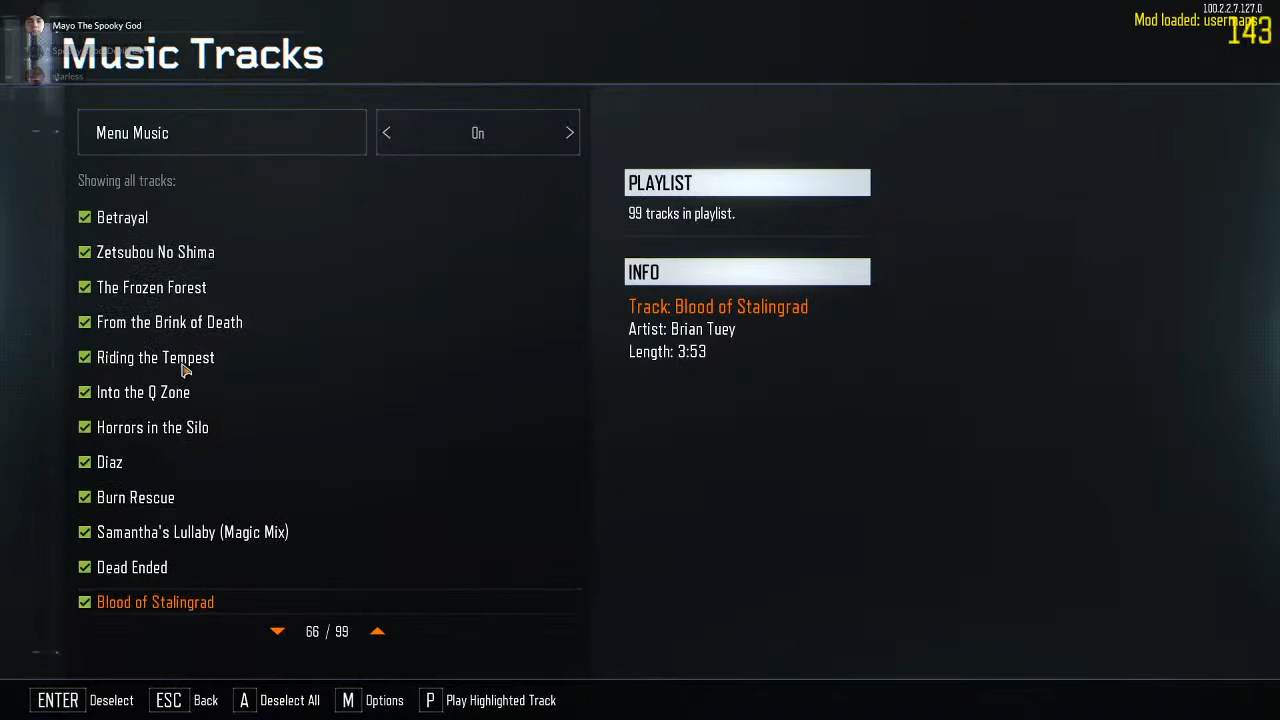 Mayo The Spooky God
100.2.2.7.127.0
Mod loaded: usermaps
143
Music Tracks
starless
Menu Music
On
Showing all tracks:
Betrayal
Zetsubou No Shima
The Frozen Forest
From the Brink of Death
Riding the Tempest
Into the Q Zone
Horrors in the Silo
Diaz
Burn Rescue
Samantha's Lullaby (Magic Mix)
Dead Ended
Blood of Stalingrad
66 / 99
PLAYLIST
99 tracks in playlist.
INFO
Track: Blood of Stalingrad
Artist: Brian Tuey
Length: 3:53
ENTER Deselect ESC Back A Deselect All M Options P Play Highlighted Track